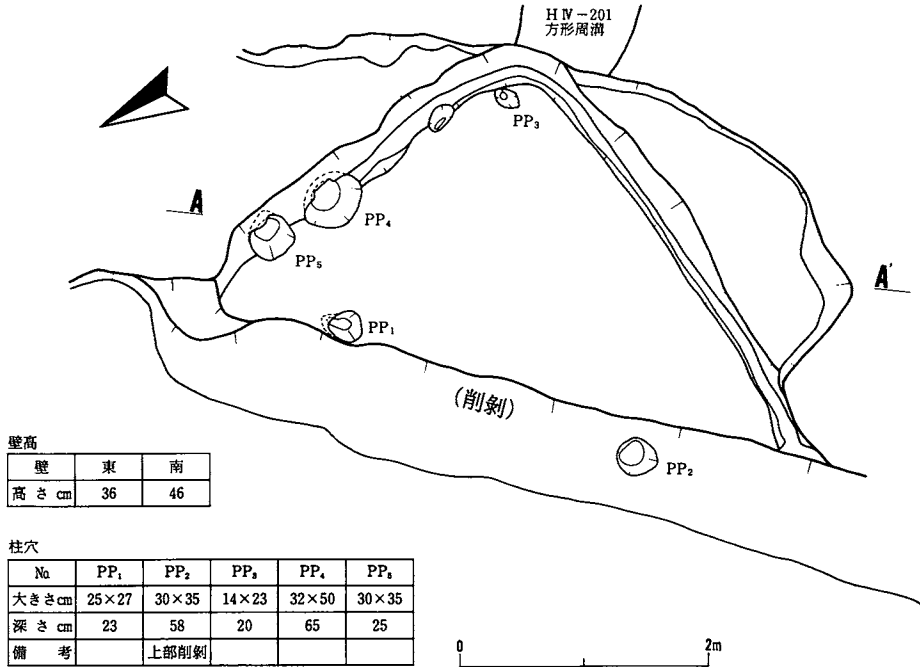 HⅣ-201
方形周溝
PP₃
A
PP₄
PP₅
A'
PP₁
(削剝)
PP₂
壁高
壁 東 南
高さcm 36 46
柱穴
No. PP₁ PP₂ PP₃ PP₄ PP₅
大きさcm 25×27 30×35 14×23 32×50 30×35
深さcm 23 58 20 65 25
備考 上部削剝
0 2m